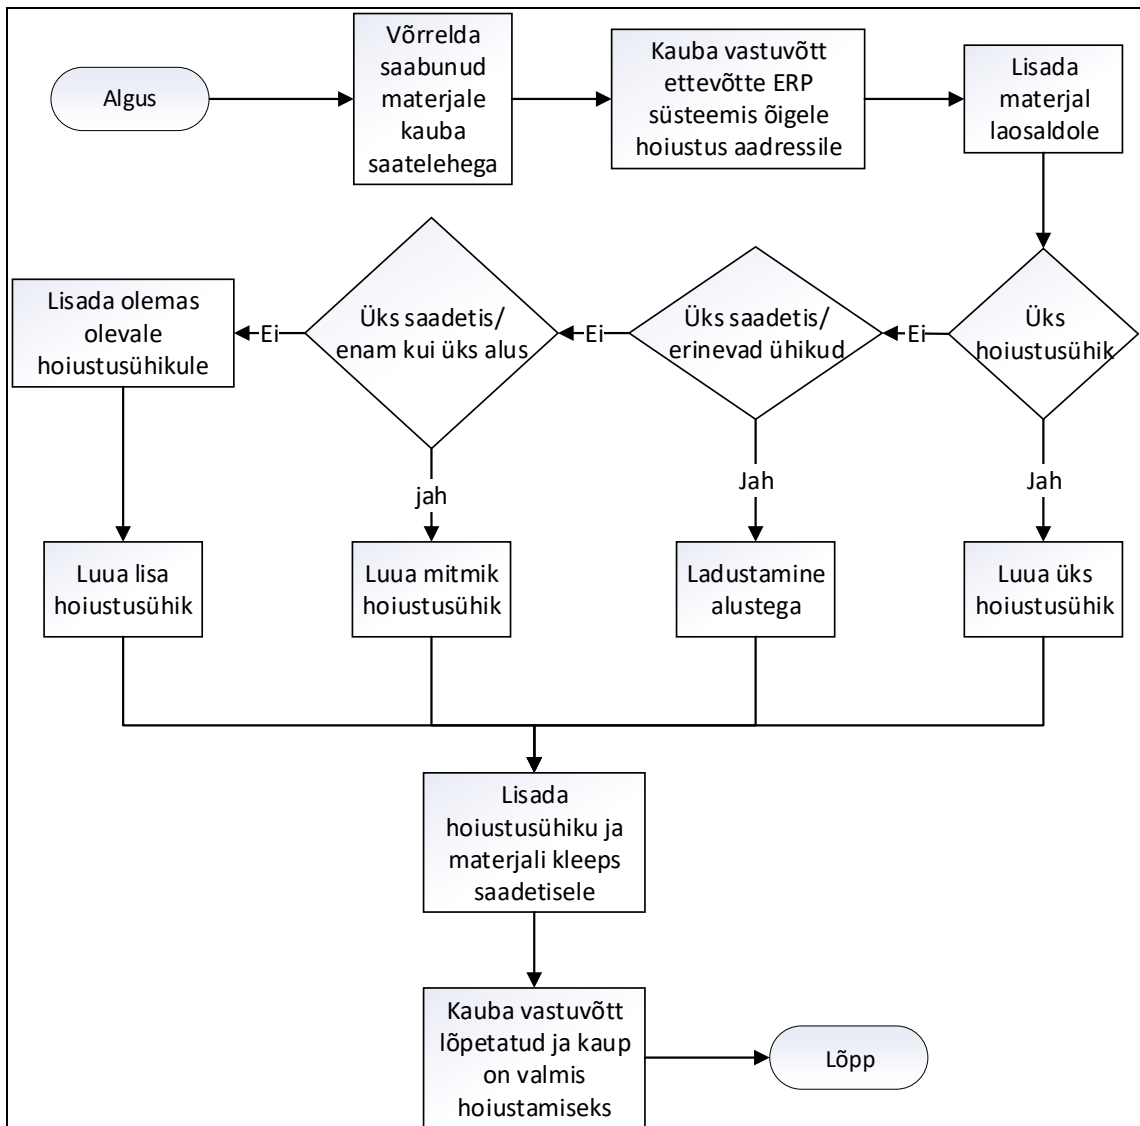 Algus
Võrrelda
saabunud
materjale
kauba
saatelehega
Kauba vastuvõtt
ettevõtte ERP
süsteemis õigele
hoiustus aadressile
Lisada
materjal
laosaldole
Üks
hoiustusühik
Ei
Jah
Üks saadetis/
erinevad ühikud
Ei
Jah
Üks saadetis/
enam kui üks alus
Ei
jah
Lisada olemas
olevale
hoiustusühikule
Luua lisa
hoiustusühik
Luua mitmik
hoiustusühik
Ladustamine
alustega
Luua üks
hoiustusühik
Lisada
hoiustusühiku ja
materjali kleeps
saadetisele
Kauba vastuvõtt
lõpetatud ja kaup
on valmis
hoiustamiseks
Lõpp